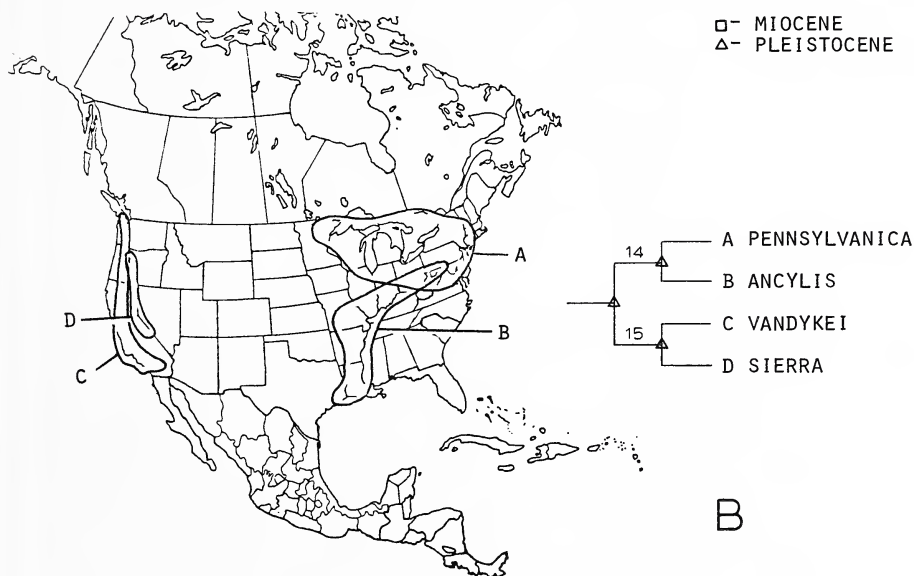 □- MIOCENE
△- PLEISTOCENE
A
B
D
C
14
15
A PENNSYLVANICA
B ANCYLIS
C VANDYKEI
D SIERRA
B